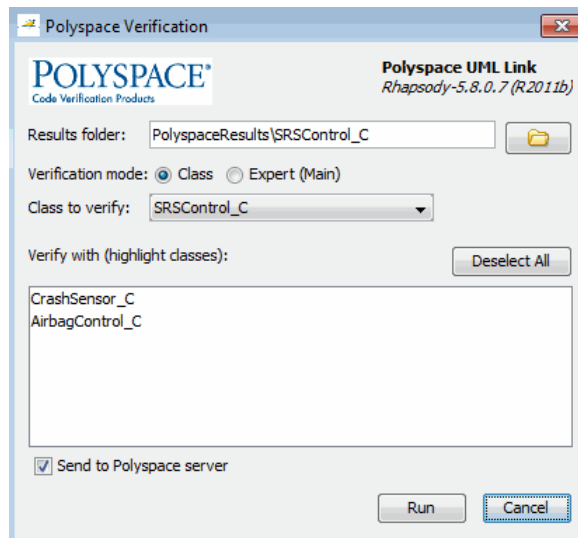 Polyspace Verification
POLYSPACE®
Code Verification Products
Polyspace UML Link
Rhapsody-5.8.0.7 (R2011b)
Results folder: PolyspaceResults\SRSControl_C
Verification mode: Class Expert (Main)
Class to verify: SRSControl_C
Verify with (highlight classes): Deselect All
CrashSensor_C
AirbagControl_C
Send to Polyspace server
Run Cancel